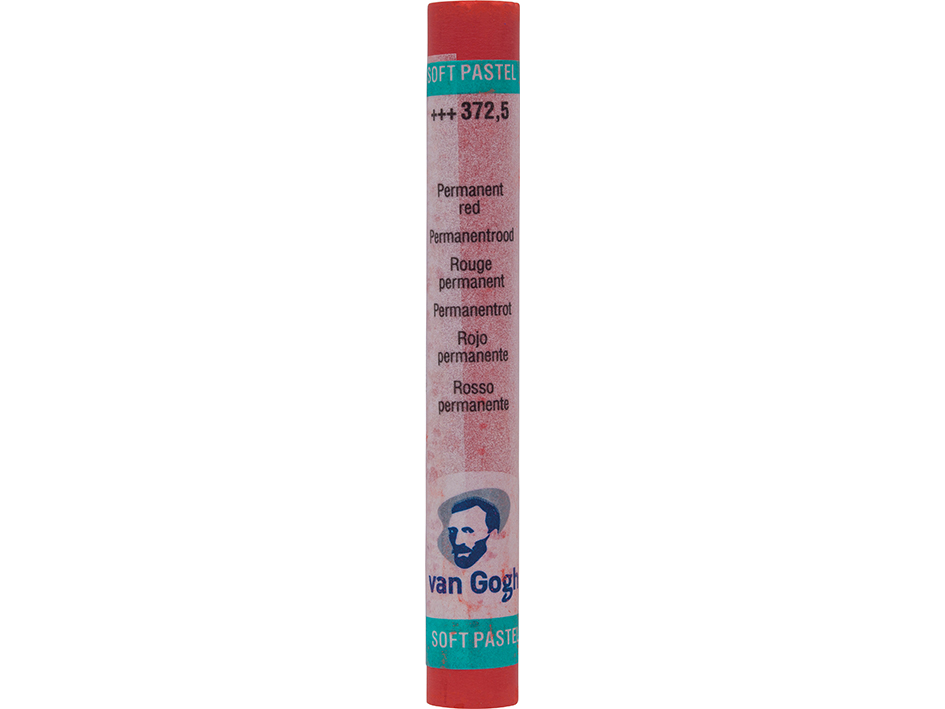 SOFT PASTEL
+++ 372,5
Permanent
red
Permanentrood
Rouge
permanent
Permanentrot
Rojo
permanente
Rosso
permanente
van Gogh
SOFT PASTEL